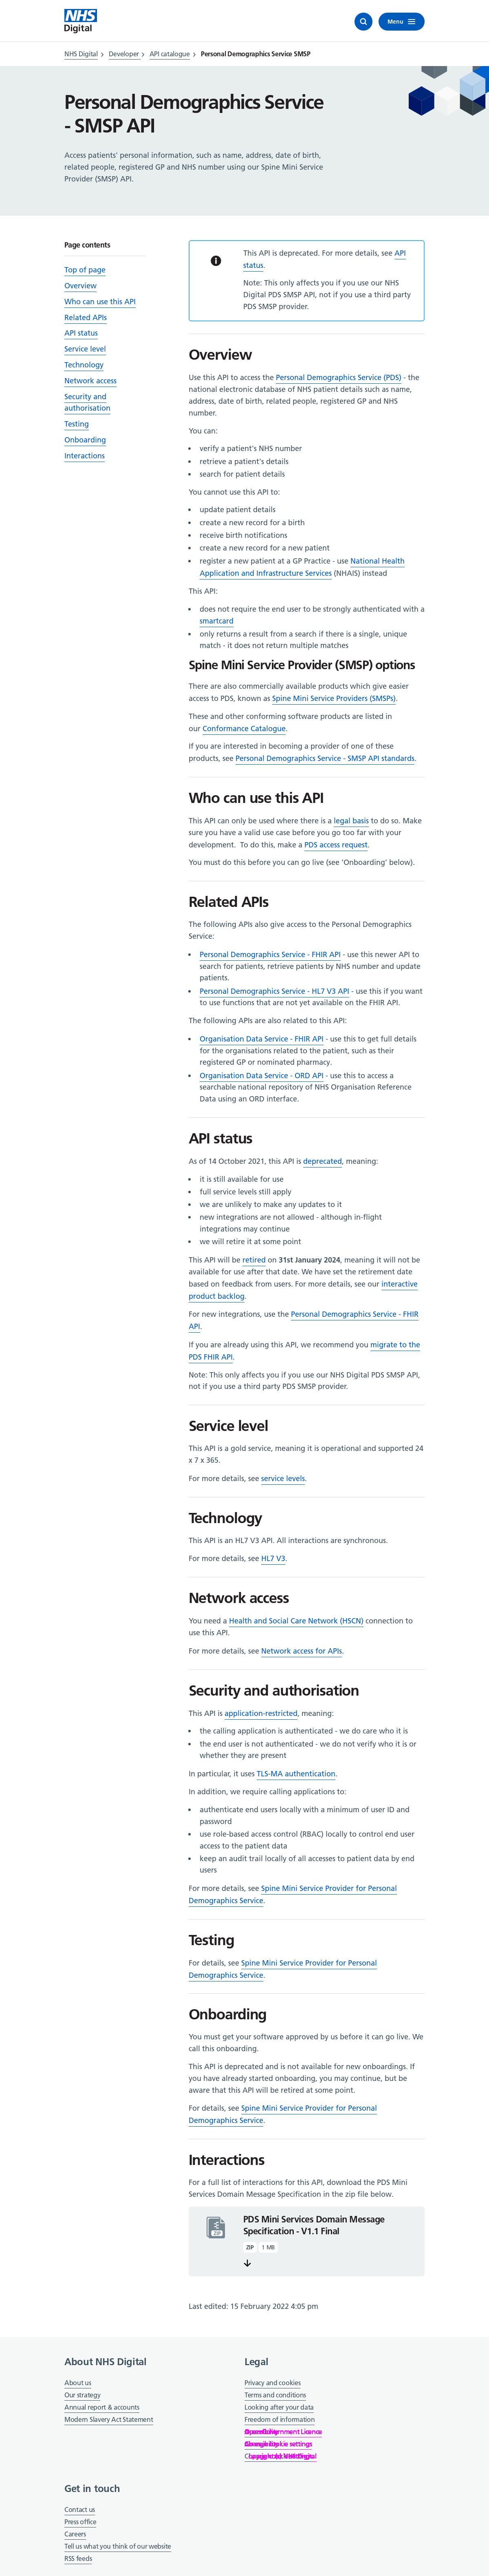 NHS
Digital
Menu
NHS Digital > Developer > API catalogue > Personal Demographics Service SMSP
Personal Demographics Service
- SMSP API
Access patients' personal information, such as name, address, date of birth,
related people, registered GP and NHS number using our Spine Mini Service
Provider (SMSP) API.
Page contents
Top of page
Overview
Who can use this API
Related APIs
API status
Service level
Technology
Network access
Security and
authorisation
Testing
Onboarding
Interactions
This API is deprecated. For more details, see API
status.
Note: This only affects you if you use our NHS
Digital PDS SMSP API, not if you use a third party
PDS SMSP provider.
Overview
Use this API to access the Personal Demographics Service (PDS) - the
national electronic database of NHS patient details such as name,
address, date of birth, related people, registered GP and NHS
number.
You can:
• verify a patient's NHS number
• retrieve a patient's details
• search for patient details
You cannot use this API to:
• update patient details
• create a new record for a birth
• receive birth notifications
• create a new record for a new patient
• register a new patient at a GP Practice - use National Health
Application and Infrastructure Services (NHAIS) instead
This API:
• does not require the end user to be strongly authenticated with a
smartcard
• only returns a result from a search if there is a single, unique
match - it does not return multiple matches
Spine Mini Service Provider (SMSP) options
There are also commercially available products which give easier
access to PDS, known as Spine Mini Service Providers (SMSPs).
These and other conforming software products are listed in
our Conformance Catalogue.
If you are interested in becoming a provider of one of these
products, see Personal Demographics Service - SMSP API standards.
Who can use this API
This API can only be used where there is a legal basis to do so. Make
sure you have a valid use case before you go too far with your
development. To do this, make a PDS access request.
You must do this before you can go live (see 'Onboarding' below).
Related APIs
The following APIs also give access to the Personal Demographics
Service:
• Personal Demographics Service - FHIR API - use this newer API to
search for patients, retrieve patients by NHS number and update
patients.
• Personal Demographics Service - HL7 V3 API - use this if you want
to use functions that are not yet available on the FHIR API.
The following APIs are also related to this API:
• Organisation Data Service - FHIR API - use this to get full details
for the organisations related to the patient, such as their
registered GP or nominated pharmacy.
• Organisation Data Service - ORD API - use this to access a
searchable national repository of NHS Organisation Reference
Data using an ORD interface.
API status
As of 14 October 2021, this API is deprecated, meaning:
• it is still available for use
• full service levels still apply
• we are unlikely to make any updates to it
• new integrations are not allowed - although in-flight
integrations may continue
• we will retire it at some point
This API will be retired on 31st January 2024, meaning it will not be
available for use after that date. We have set the retirement date
based on feedback from users. For more details, see our interactive
product backlog.
For new integrations, use the Personal Demographics Service - FHIR
API.
If you are already using this API, we recommend you migrate to the
PDS FHIR API.
Note: This only affects you if you use our NHS Digital PDS SMSP API,
not if you use a third party PDS SMSP provider.
Service level
This API is a gold service, meaning it is operational and supported 24
x 7 x 365.
For more details, see service levels.
Technology
This API is an HL7 V3 API. All interactions are synchronous.
For more details, see HL7 V3.
Network access
You need a Health and Social Care Network (HSCN) connection to
use this API.
For more details, see Network access for APIs.
Security and authorisation
This API is application-restricted, meaning:
• the calling application is authenticated - we do care who it is
• the end user is not authenticated - we do not verify who it is or
whether they are present
In particular, it uses TLS-MA authentication.
In addition, we require calling applications to:
• authenticate end users locally with a minimum of user ID and
password
• use role-based access control (RBAC) locally to control end user
access to the patient data
• keep an audit trail locally of all accesses to patient data by end
users
For more details, see Spine Mini Service Provider for Personal
Demographics Service.
Testing
For details, see Spine Mini Service Provider for Personal
Demographics Service.
Onboarding
You must get your software approved by us before it can go live. We
call this onboarding.
This API is deprecated and is not available for new onboardings. If
you have already started onboarding, you may continue, but be
aware that this API will be retired at some point.
For details, see Spine Mini Service Provider for Personal
Demographics Service.
Interactions
For a full list of interactions for this API, download the PDS Mini
Services Domain Message Specification in the zip file below.
ZIP
PDS Mini Services Domain Message
Specification - V1.1 Final
ZIP 1 MB
Last edited: 15 February 2022 4:05 pm
About NHS Digital
About us
Our strategy
Annual report & accounts
Modern Slavery Act Statement
Legal
Privacy and cookies
Terms and conditions
Looking after your data
Freedom of information
Get in touch
Contact us
Press office
Careers
Tell us what you think of our website
RSS feeds